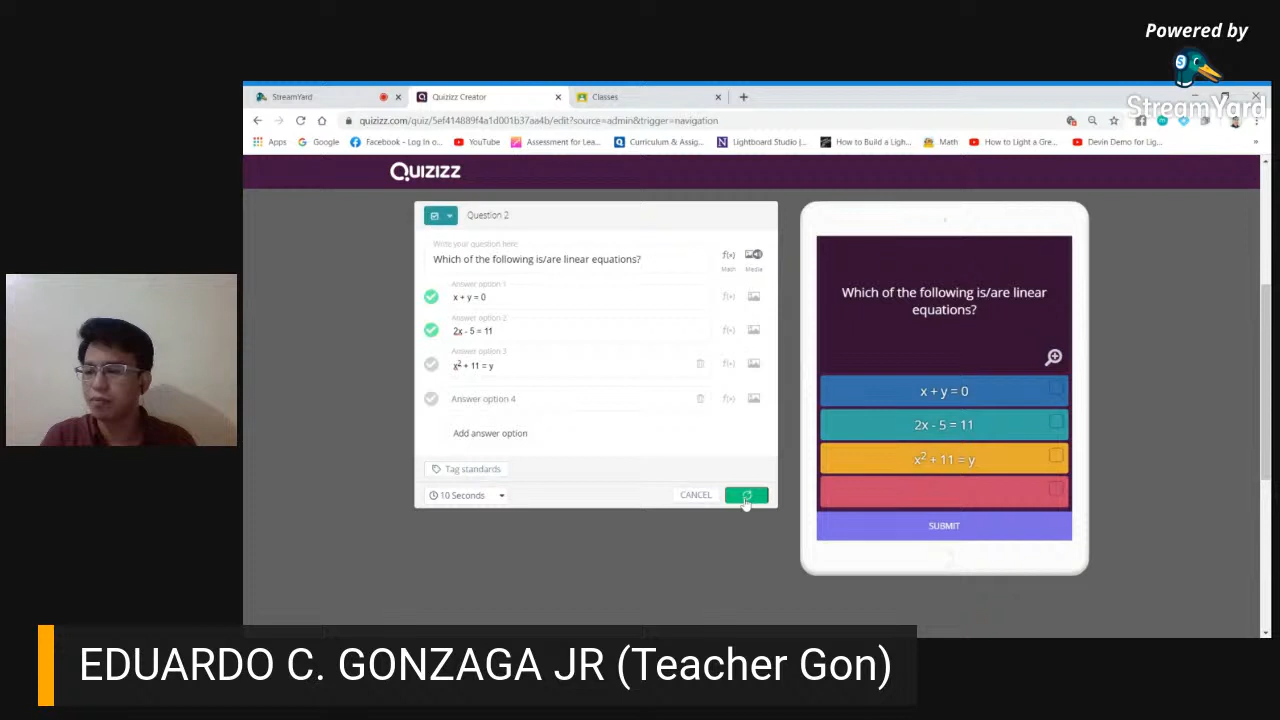 Powered by
StreamYard
StreamYard
Quizizz Creator
Classes
quizizz.com/quiz/5ef414889f4a1d001b37aa4b/edit?source=admin&trigger=navigation
Apps
Google
Facebook - Log In o...
YouTube
Assessment for Lea...
Curriculum & Assig...
Lightboard Studio |...
How to Build a Ligh...
Math
How to Light a Gre...
Devin Demo for Lig...
QUIZIZZ
Question 2
Write your question here
Which of the following is/are linear equations?
f(x)
Math
Media
Answer option 1
x + y = 0
f(x)
Answer option 2
2x - 5 = 11
f(x)
Answer option 3
x² + 11 = y
f(x)
Answer option 4
f(x)
Add answer option
Tag standards
10 Seconds
CANCEL
Which of the following is/are linear
equations?
x + y = 0
2x - 5 = 11
x² + 11 = y
SUBMIT
EDUARDO C. GONZAGA JR (Teacher Gon)